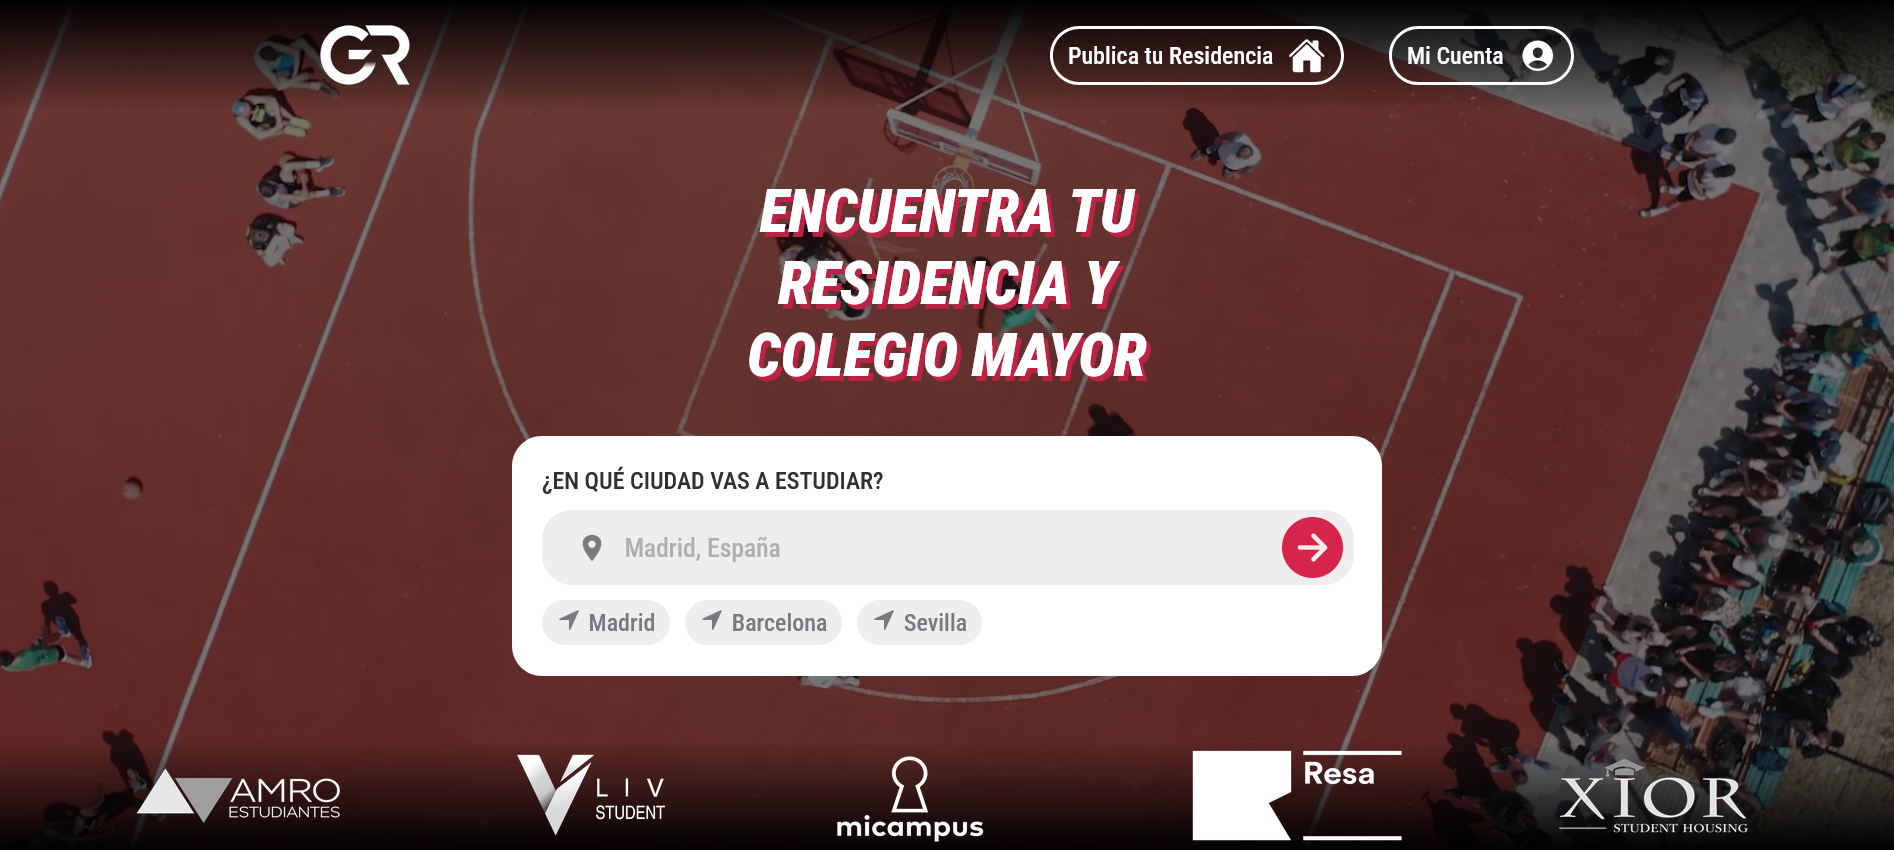 GR
Publica tu Residencia
Mi Cuenta
ENCUENTRA TU
RESIDENCIA Y
COLEGIO MAYOR
¿EN QUÉ CIUDAD VAS A ESTUDIAR?
Madrid, España
Madrid
Barcelona
Sevilla
AMRO
ESTUDIANTES
LIV
STUDENT
micampus
Resa
XIOR
STUDENT HOUSING